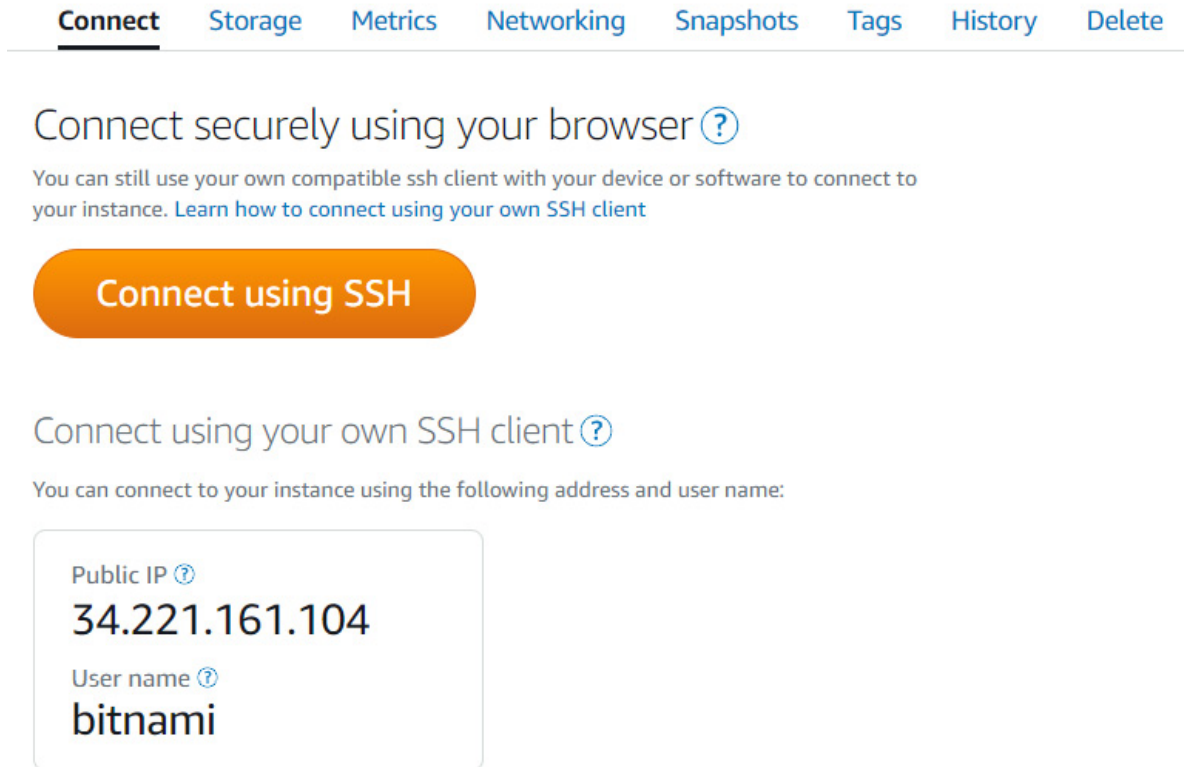 Connect Storage Metrics Networking Snapshots Tags History Delete
Connect securely using your browser ?
You can still use your own compatible ssh client with your device or software to connect to
your instance. Learn how to connect using your own SSH client
Connect using SSH
Connect using your own SSH client ?
You can connect to your instance using the following address and user name:
Public IP ?
34.221.161.104
User name ?
bitnami